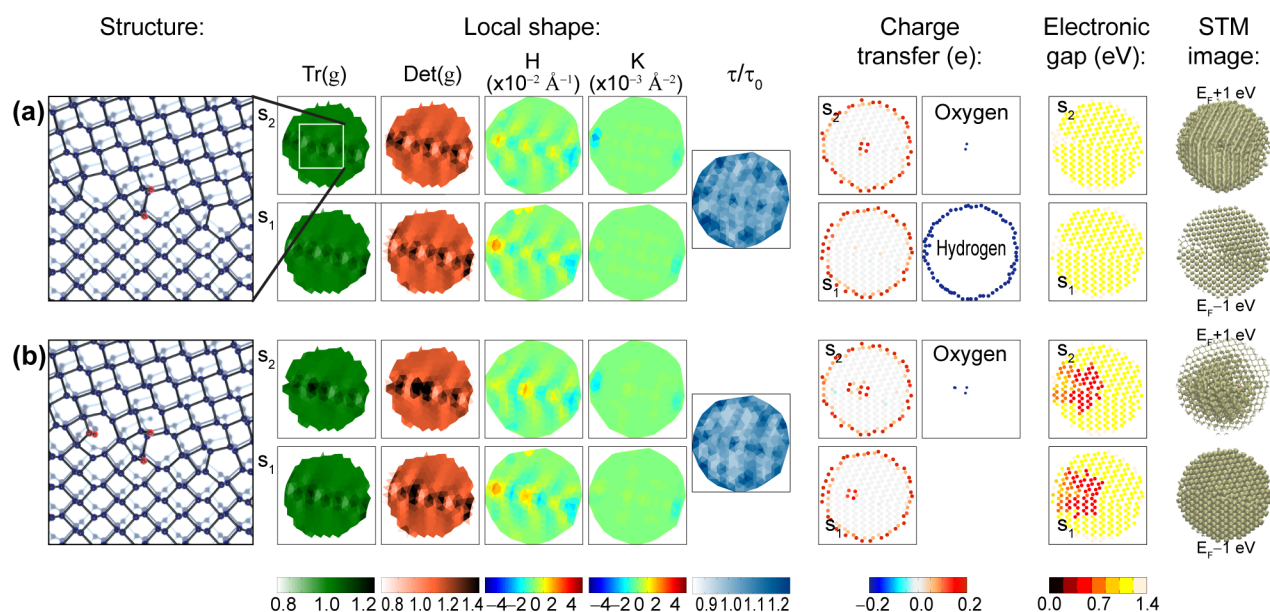 Structure:
Local shape:
Charge transfer (e):
Electronic gap (eV):
STM image:
Tr(g)
Det(g)
H (x10⁻² Å⁻¹)
K (x10⁻³ Å⁻²)
τ/τ₀
(a)
S₂
S₂
Oxygen
S₂
E_F+1 eV
S₁
S₁
Hydrogen
S₁
E_F−1 eV
(b)
S₂
S₂
Oxygen
S₂
E_F+1 eV
S₁
S₁
S₁
E_F−1 eV
0.8 1.0 1.2
0.8 1.0 1.2 1.4
−4 −2 0 2 4
−4 −2 0 2 4
0.9 1.0 1.1 1.2
−0.2 0.0 0.2
0.0 0.7 1.4